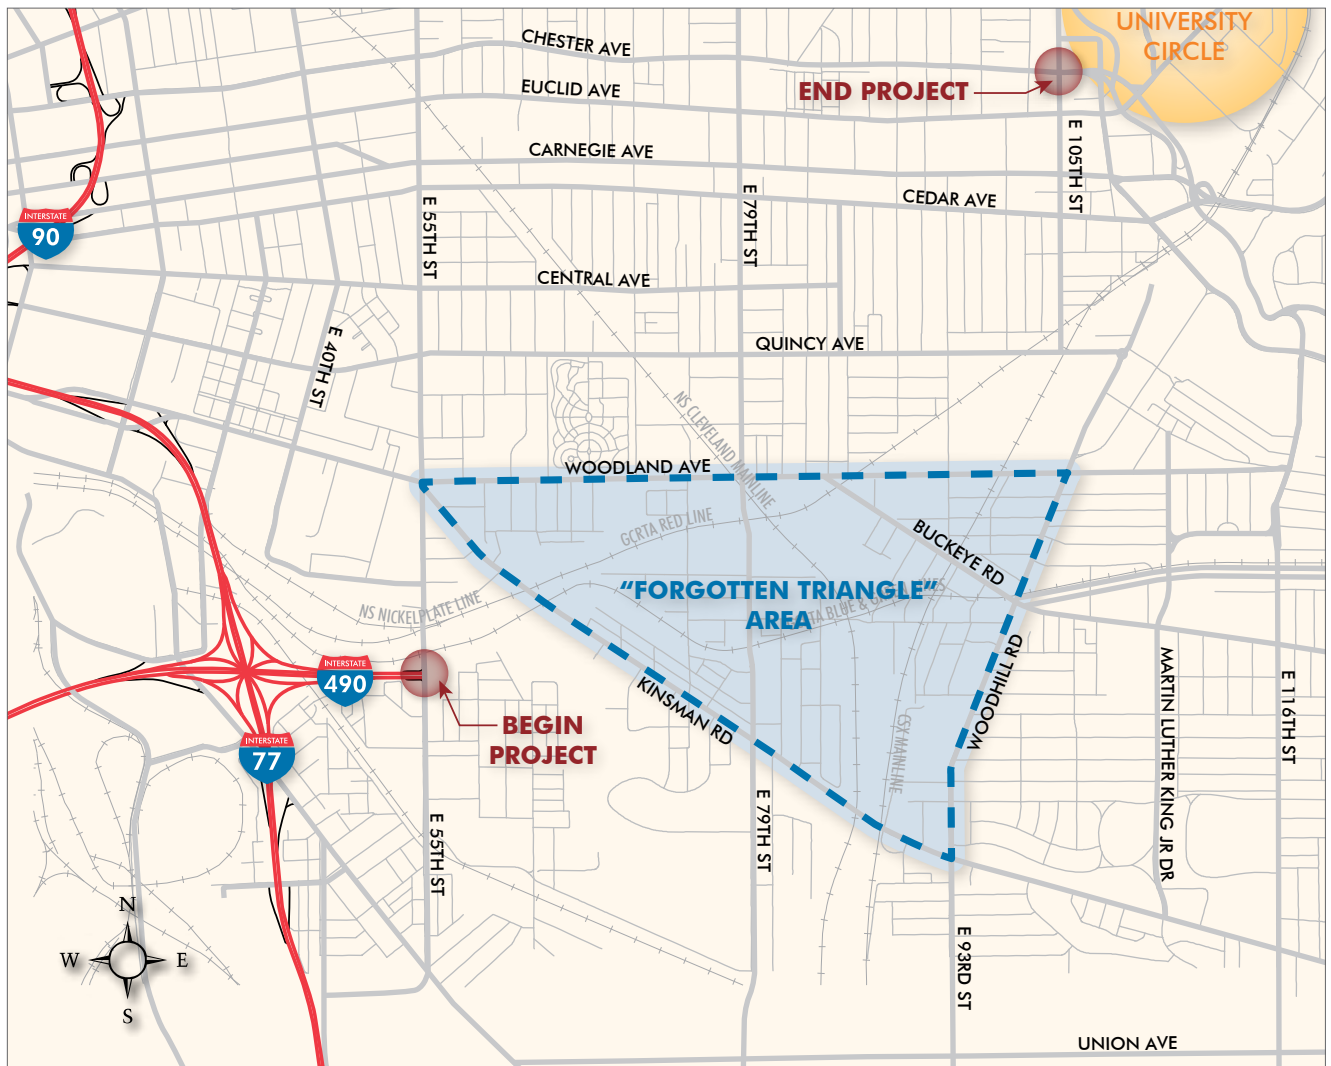 UNIVERSITY
CIRCLE
CHESTER AVE
END PROJECT
EUCLID AVE
E 105TH ST
CARNEGIE AVE
CEDAR AVE
E 55TH ST
E 79TH ST
INTERSTATE
90
CENTRAL AVE
E 40TH ST
QUINCY AVE
NS CLEVELAND MAINLINE
WOODLAND AVE
GCRTA RED LINE
BUCKEYE RD
NS NICKELPLATE LINE
"FORGOTTEN TRIANGLE"
AREA
BLUE &
INTERSTATE
490
KINSMAN RD
WOODHILL RD
MARTIN LUTHER KING JR DR
E 116TH ST
BEGIN
PROJECT
INTERSTATE
77
CSX MAINLINE
E 55TH ST
E 79TH ST
N
W
E
S
E 93RD ST
UNION AVE